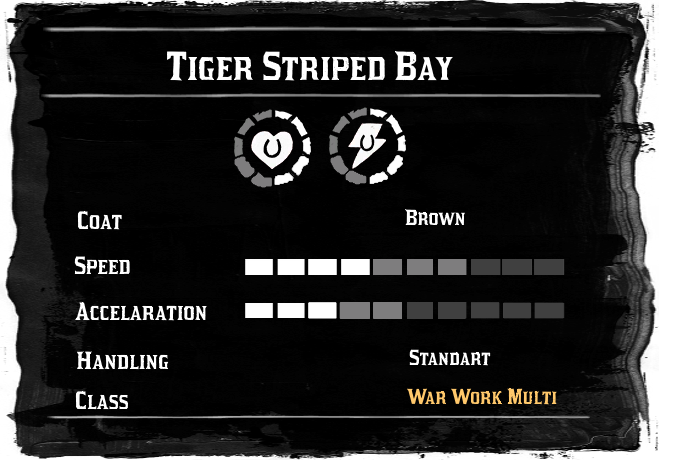 Tiger Striped Bay
Coat Brown
Speed
Accelaration
Handling Standart
Class War Work Multi